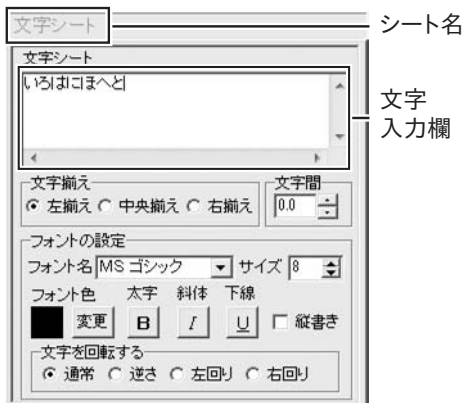 文字シート
シート名
文字シート
いろはにほへと
文字
入力欄
文字揃え
文字間
左揃え 中央揃え 右揃え
0.0
フォントの設定
フォント名 MS ゴシック サイズ 8
フォント色 太字 斜体 下線
変更 B I U 縦書き
文字を回転する
通常 逆さ 左回り 右回り